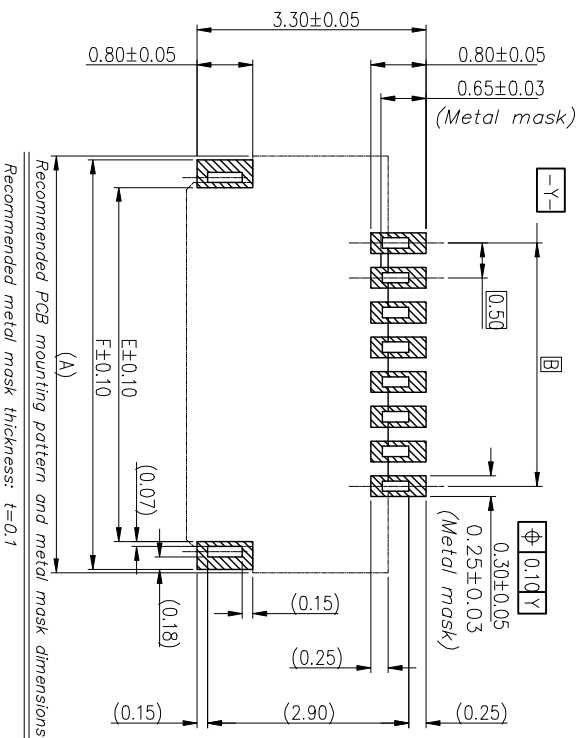 3.30±0.05
0.80±0.05
0.80±0.05
0.65±0.03
(Metal mask)
-Y-
0.50
B
⌖ 0.10 Y
0.30±0.05
0.25±0.03
(Metal mask)
E±0.10
F±0.10
(A)
(0.07)
(0.18)
(0.15)
(0.25)
(0.15)
(2.90)
(0.25)
Recommended PCB mounting pattern and metal mask dimensions
Recommended metal mask thickness: t=0.1